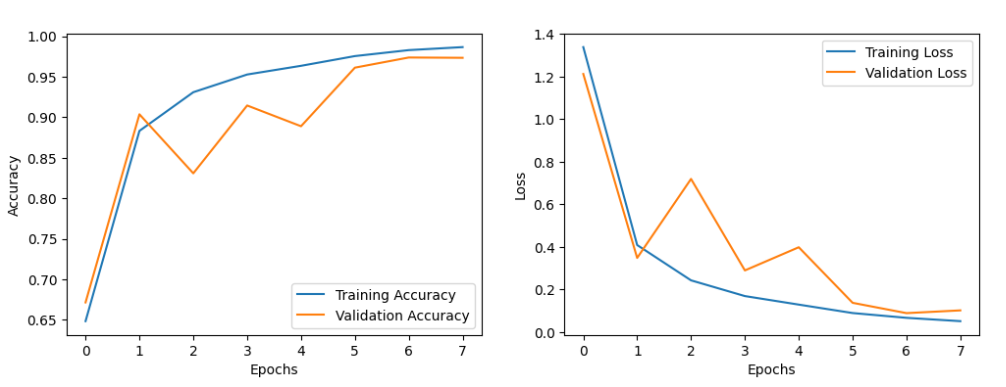 1.00
0.95
0.90
0.85
0.80
0.75
0.70
0.65
Accuracy
Training Accuracy
Validation Accuracy
0 1 2 3 4 5 6 7
Epochs
1.4
1.2
1.0
0.8
0.6
0.4
0.2
0.0
Loss
Training Loss
Validation Loss
0 1 2 3 4 5 6 7
Epochs